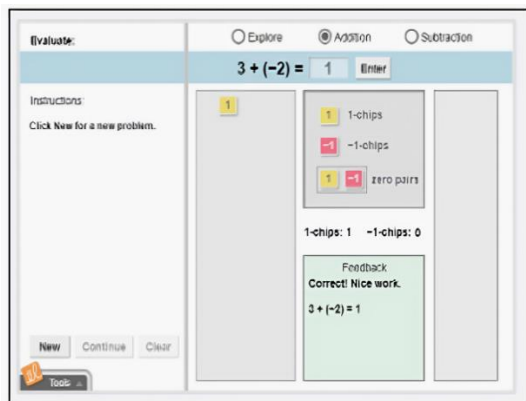 Evaluate:
Explore
Addition
Subtraction
3 + (−2) = 1 Enter
Instructions:
Click New for a new problem.
1
1 1-chips
−1 −1-chips
1 −1 zero pairs
1-chips: 1 −1-chips: 0
Feedback
Correct! Nice work.
3 + (−2) = 1
New Continue Clear
Tools